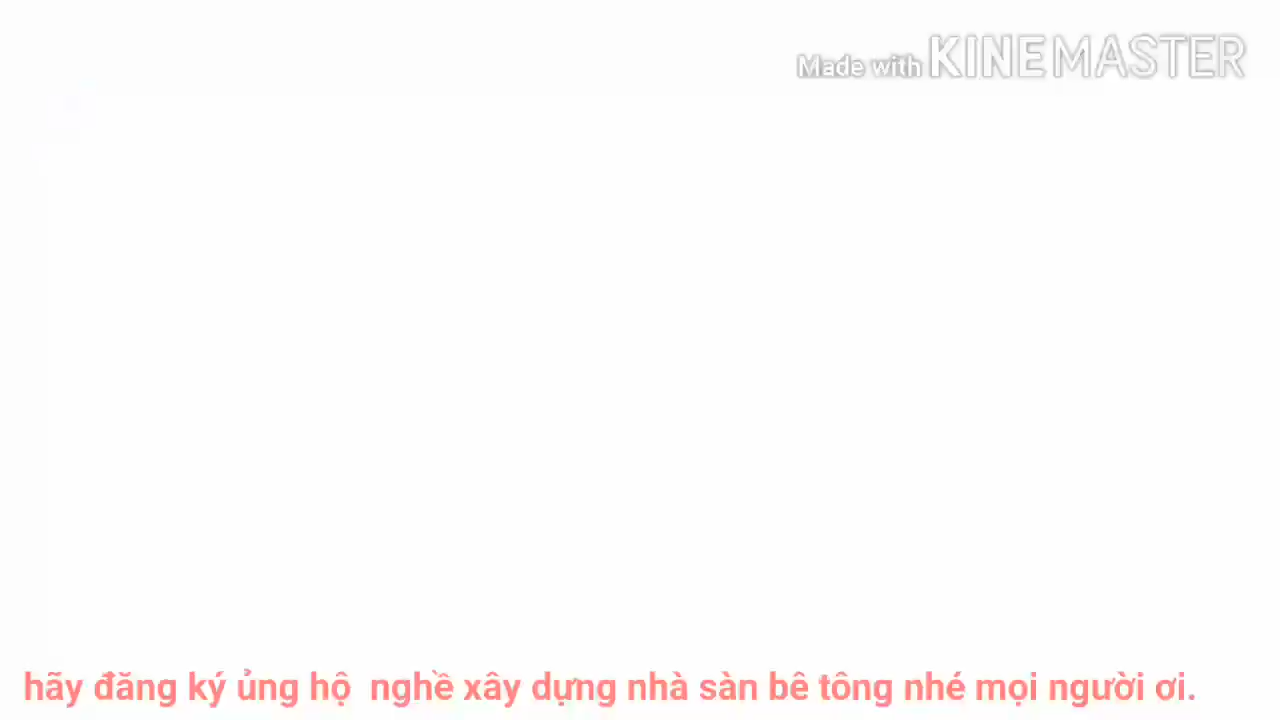 Made with KINEMASTER
hãy đăng ký ủng hộ nghề xây dựng nhà sàn bê tông nhé mọi người ơi.